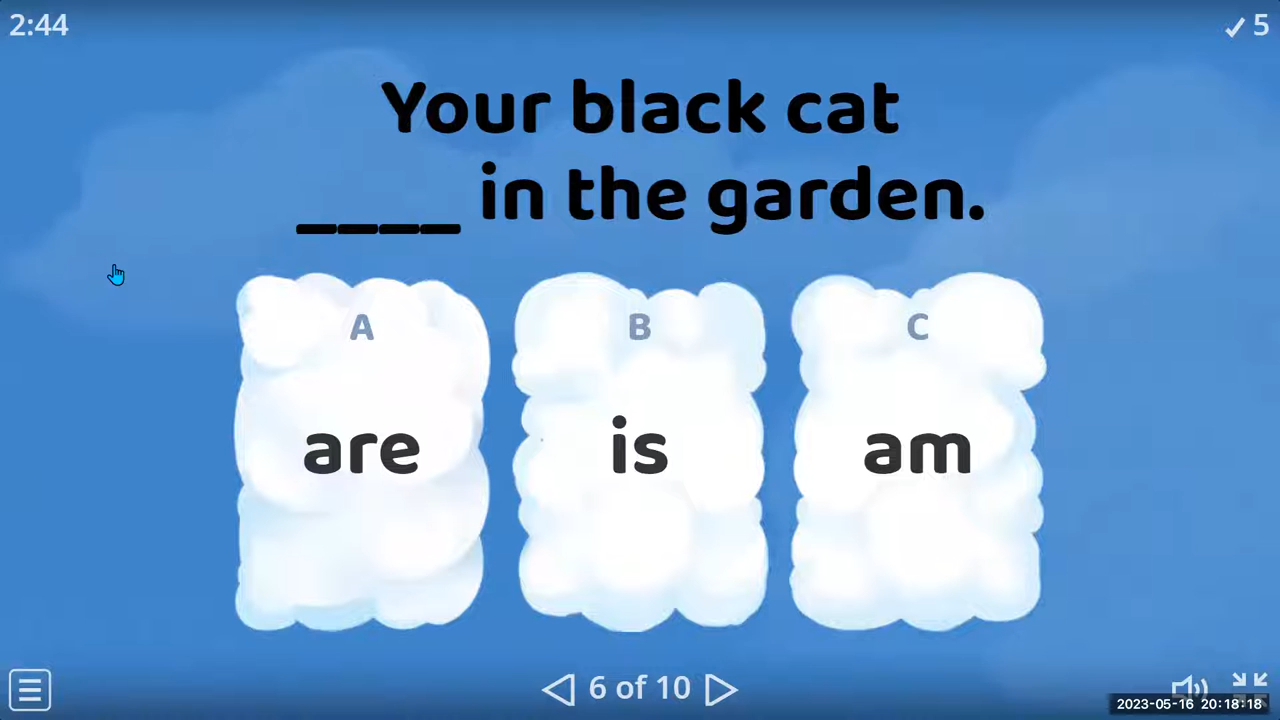 2:44
✓ 5
Your black cat
____ in the garden.
A
B
C
are
is
am
6 of 10
2023-05-16 20:18:18